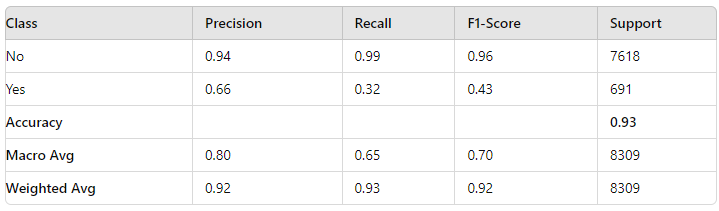 Class Precision Recall F1-Score Support
No 0.94 0.99 0.96 7618
Yes 0.66 0.32 0.43 691
Accuracy 0.93
Macro Avg 0.80 0.65 0.70 8309
Weighted Avg 0.92 0.93 0.92 8309